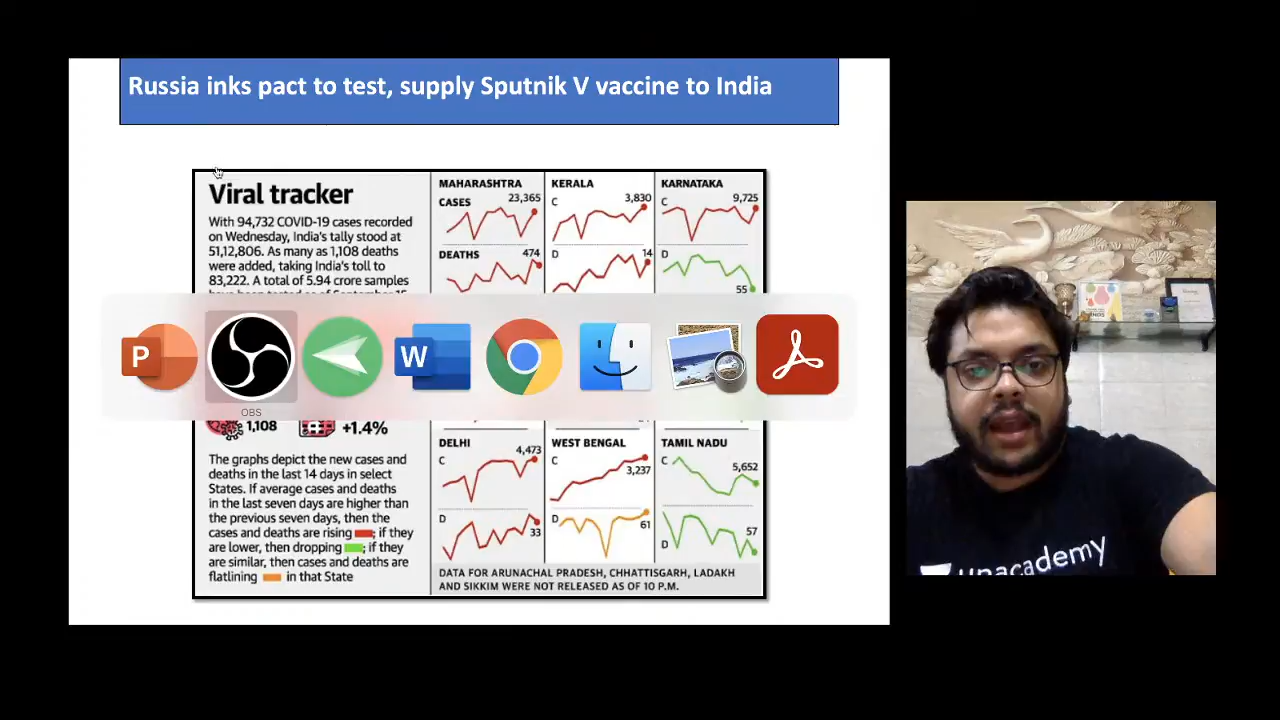 Russia inks pact to test, supply Sputnik V vaccine to India
Viral tracker
With 94,732 COVID-19 cases recorded
on Wednesday, India's tally stood at
51,12,806. As many as 1,108 deaths
were added, taking India's toll to
83,222. A total of 5.94 crore samples
MAHARASHTRA
CASES
23,365
DEATHS
474
KERALA
C
3,830
D
14
KARNATAKA
C
9,725
D
55
P
W
OBS
1,108
+1.4%
The graphs depict the new cases and
deaths in the last 14 days in select
States. If average cases and deaths
in the last seven days are higher than
the previous seven days, then the
cases and deaths are rising ; if they
are lower, then dropping ; if they
are similar, then cases and deaths are
flatlining in that State
DELHI
C
4,473
D
33
WEST BENGAL
C
3,237
D
61
TAMIL NADU
C
5,652
D
57
DATA FOR ARUNACHAL PRADESH, CHHATTISGARH, LADAKH
AND SIKKIM WERE NOT RELEASED AS OF 10 P.M.
unacademy